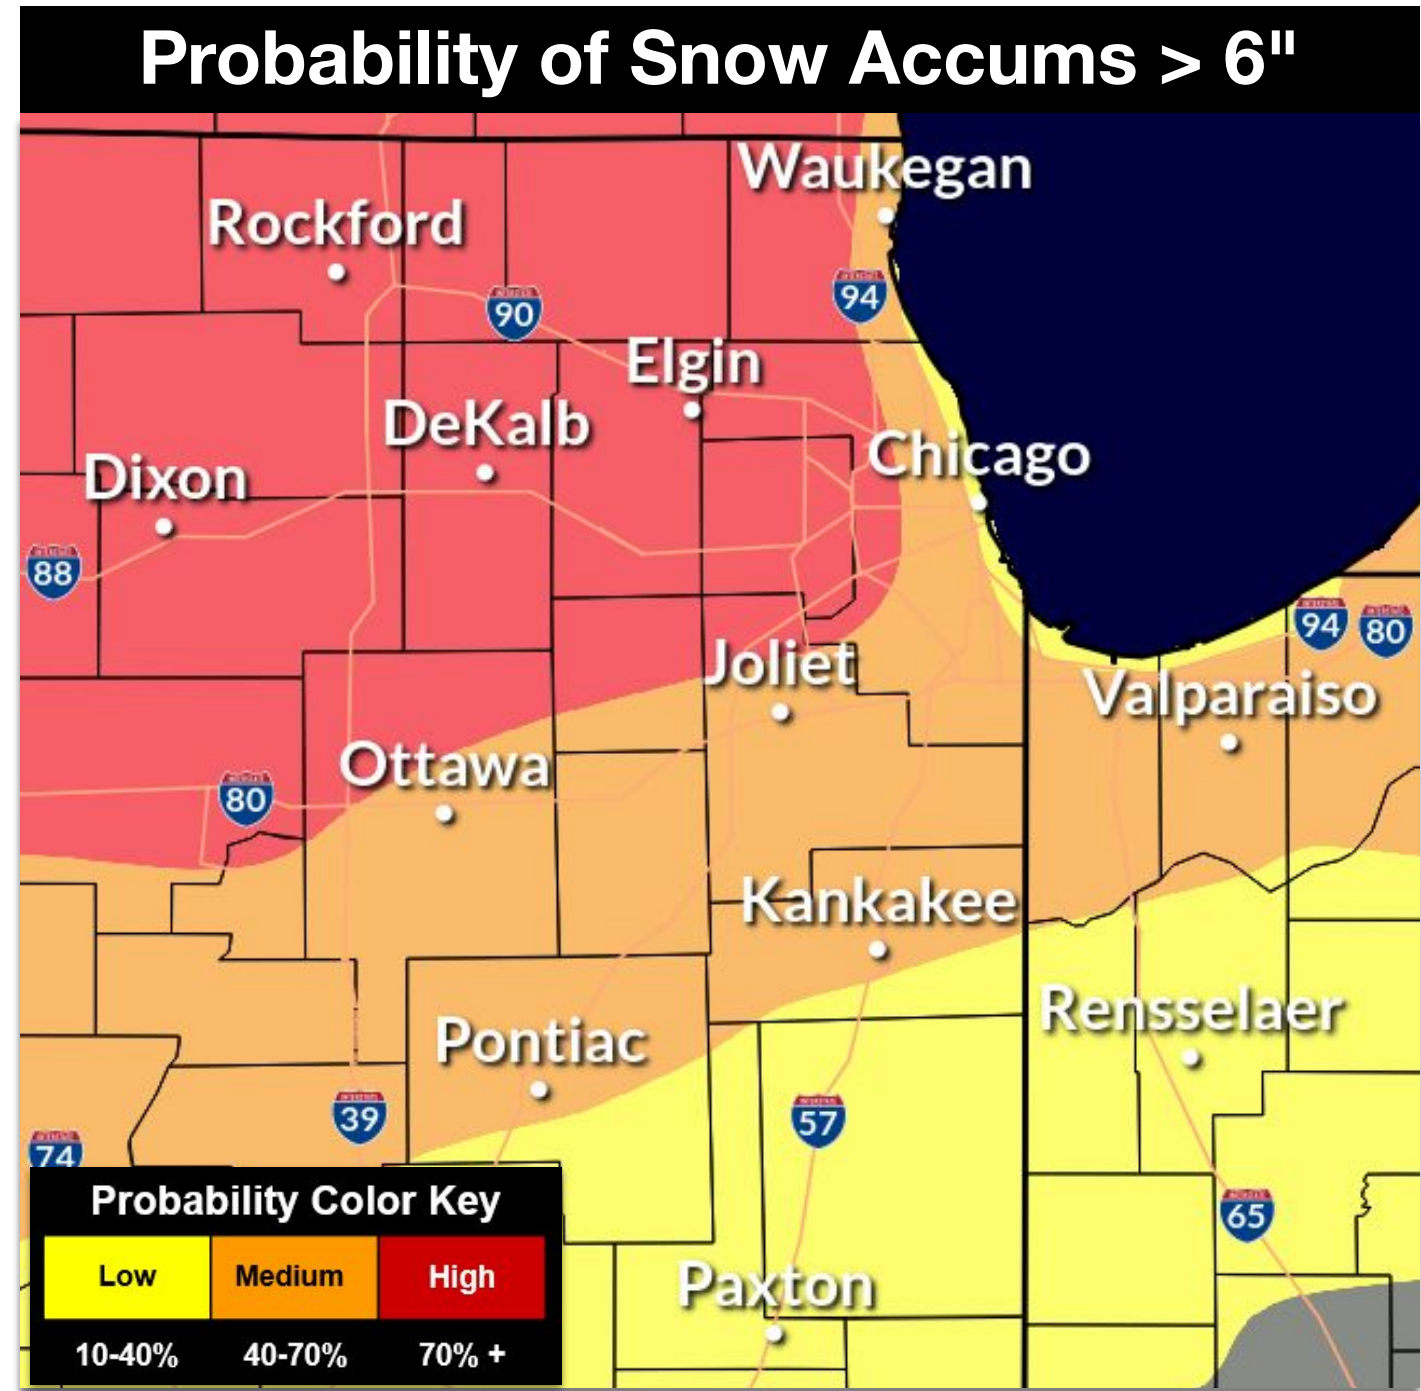 Probability of Snow Accums > 6"
Waukegan
Rockford
94
90
Elgin
DeKalb
Chicago
Dixon
88
94
80
Joliet
Valparaiso
Ottawa
80
Kankakee
Rensselaer
Pontiac
39
57
74
65
Paxton
Probability Color Key
Low Medium High
10-40% 40-70% 70% +